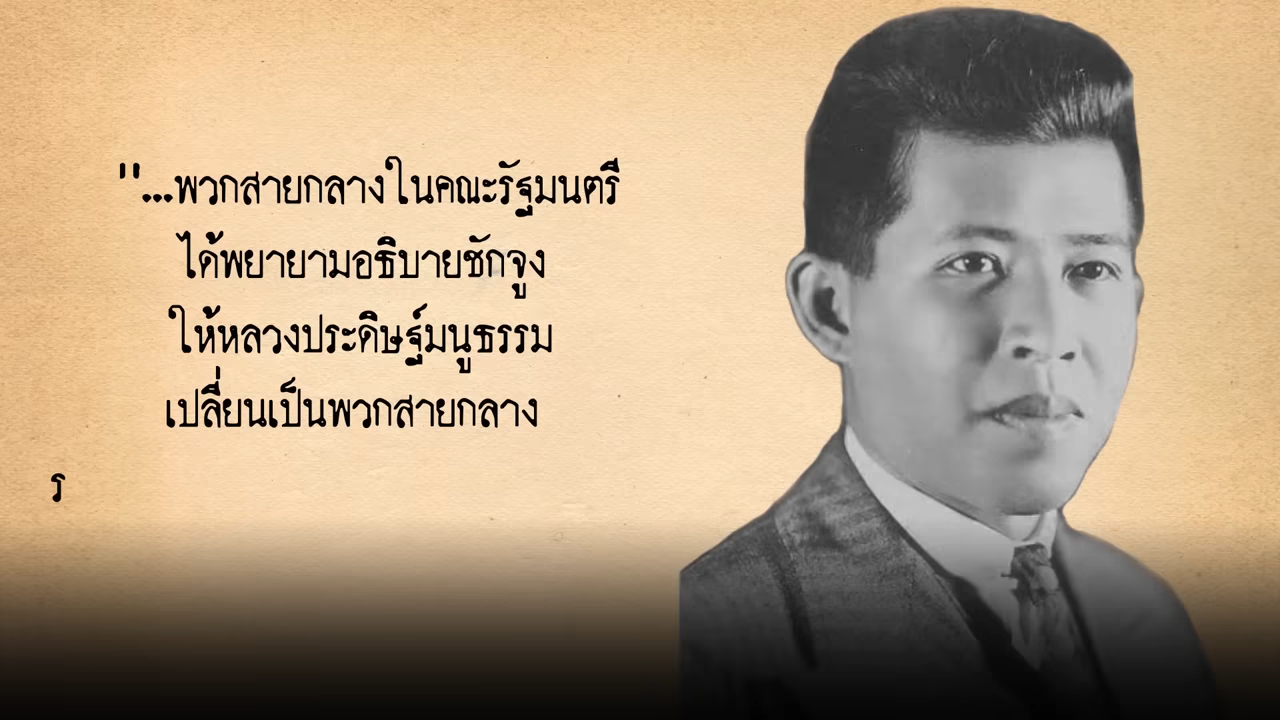 "...พวกสายกลางในคณะรัฐมนตรี
ได้พยายามอธิบายชักจูง
ให้หลวงประดิษฐ์มนูธรรม
เปลี่ยนเป็นพวกสายกลาง
ร